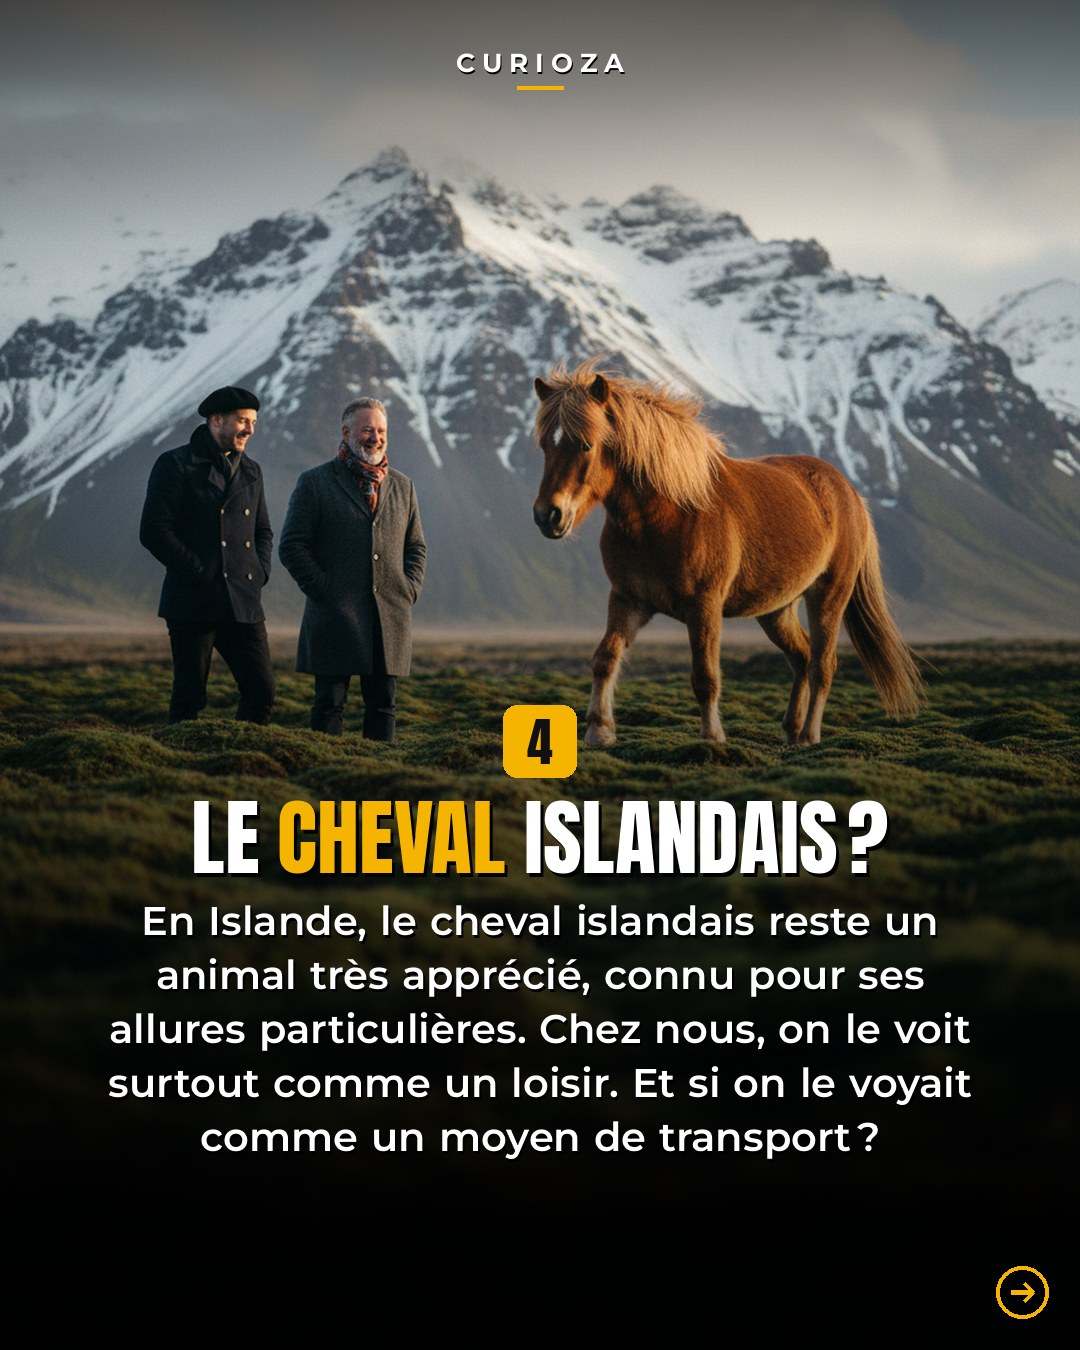 CURIOZA
4
LE CHEVAL ISLANDAIS ?
En Islande, le cheval islandais reste un
animal très apprécié, connu pour ses
allures particulières. Chez nous, on le voit
surtout comme un loisir. Et si on le voyait
comme un moyen de transport ?